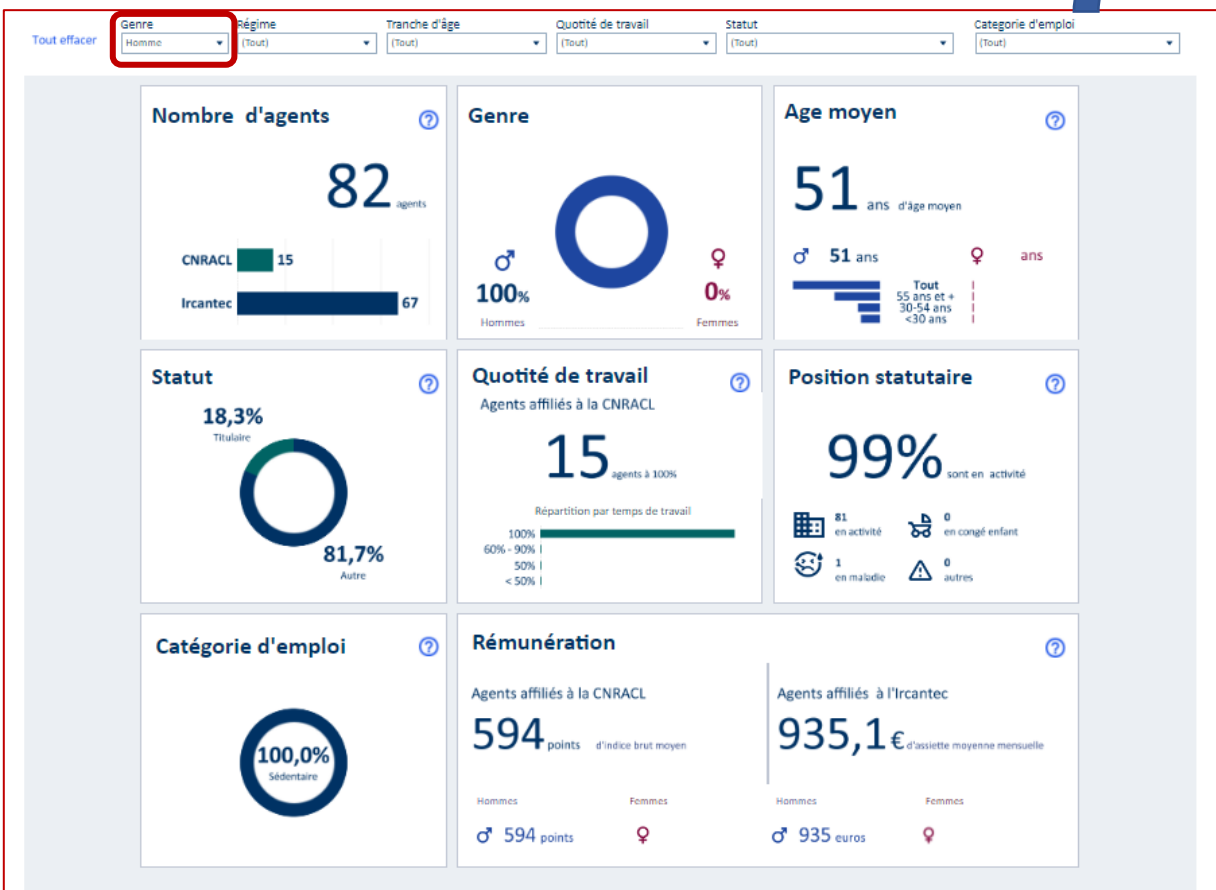 Genre Régime Tranche d'âge Quotité de travail Statut Categorie d'emploi
Tout effacer Homme (Tout) (Tout) (Tout) (Tout) (Tout)
Nombre d'agents ?
82 agents
CNRACL 15
Ircantec 67
Genre
100% 0%
Hommes Femmes
Age moyen ?
51 ans d'âge moyen
51 ans ans
Tout
55 ans et +
30-54 ans
<30 ans
Statut ?
18,3%
Titulaire
81,7%
Autre
Quotité de travail ?
Agents affiliés à la CNRACL
15 agents à 100%
Répartition par temps de travail
100%
60% - 90%
50%
< 50%
Position statutaire ?
99% sont en activité
81 0
en activité en congé enfant
1 0
en maladie autres
Catégorie d'emploi ?
100,0%
Sédentaire
Rémunération ?
Agents affiliés à la CNRACL
594 points d'indice brut moyen
Hommes Femmes
594 points
Agents affiliés à l'Ircantec
935,1 € d'assiette moyenne mensuelle
Hommes Femmes
935 euros